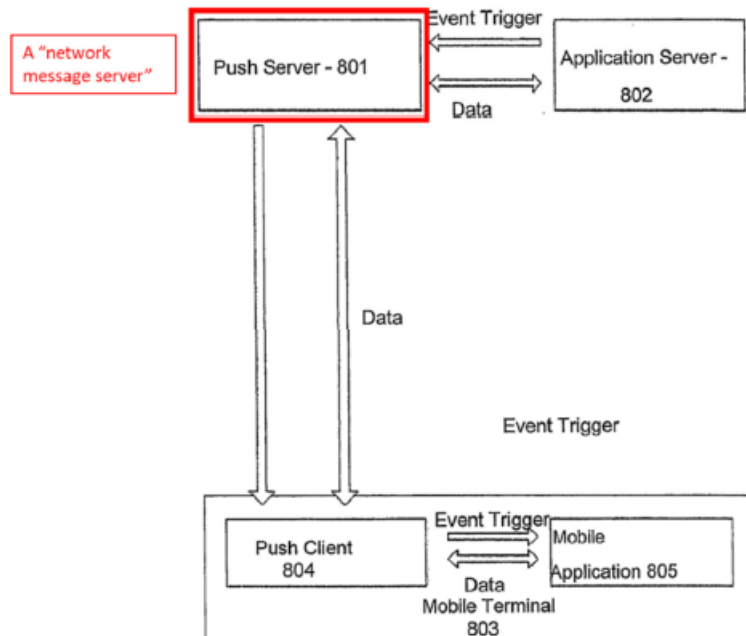 Event Trigger
A “network
message server”
Push Server - 801
Application Server -
802
Data
Data
Event Trigger
Event Trigger
Push Client
804
Mobile
Application 805
Data
Mobile Terminal
803